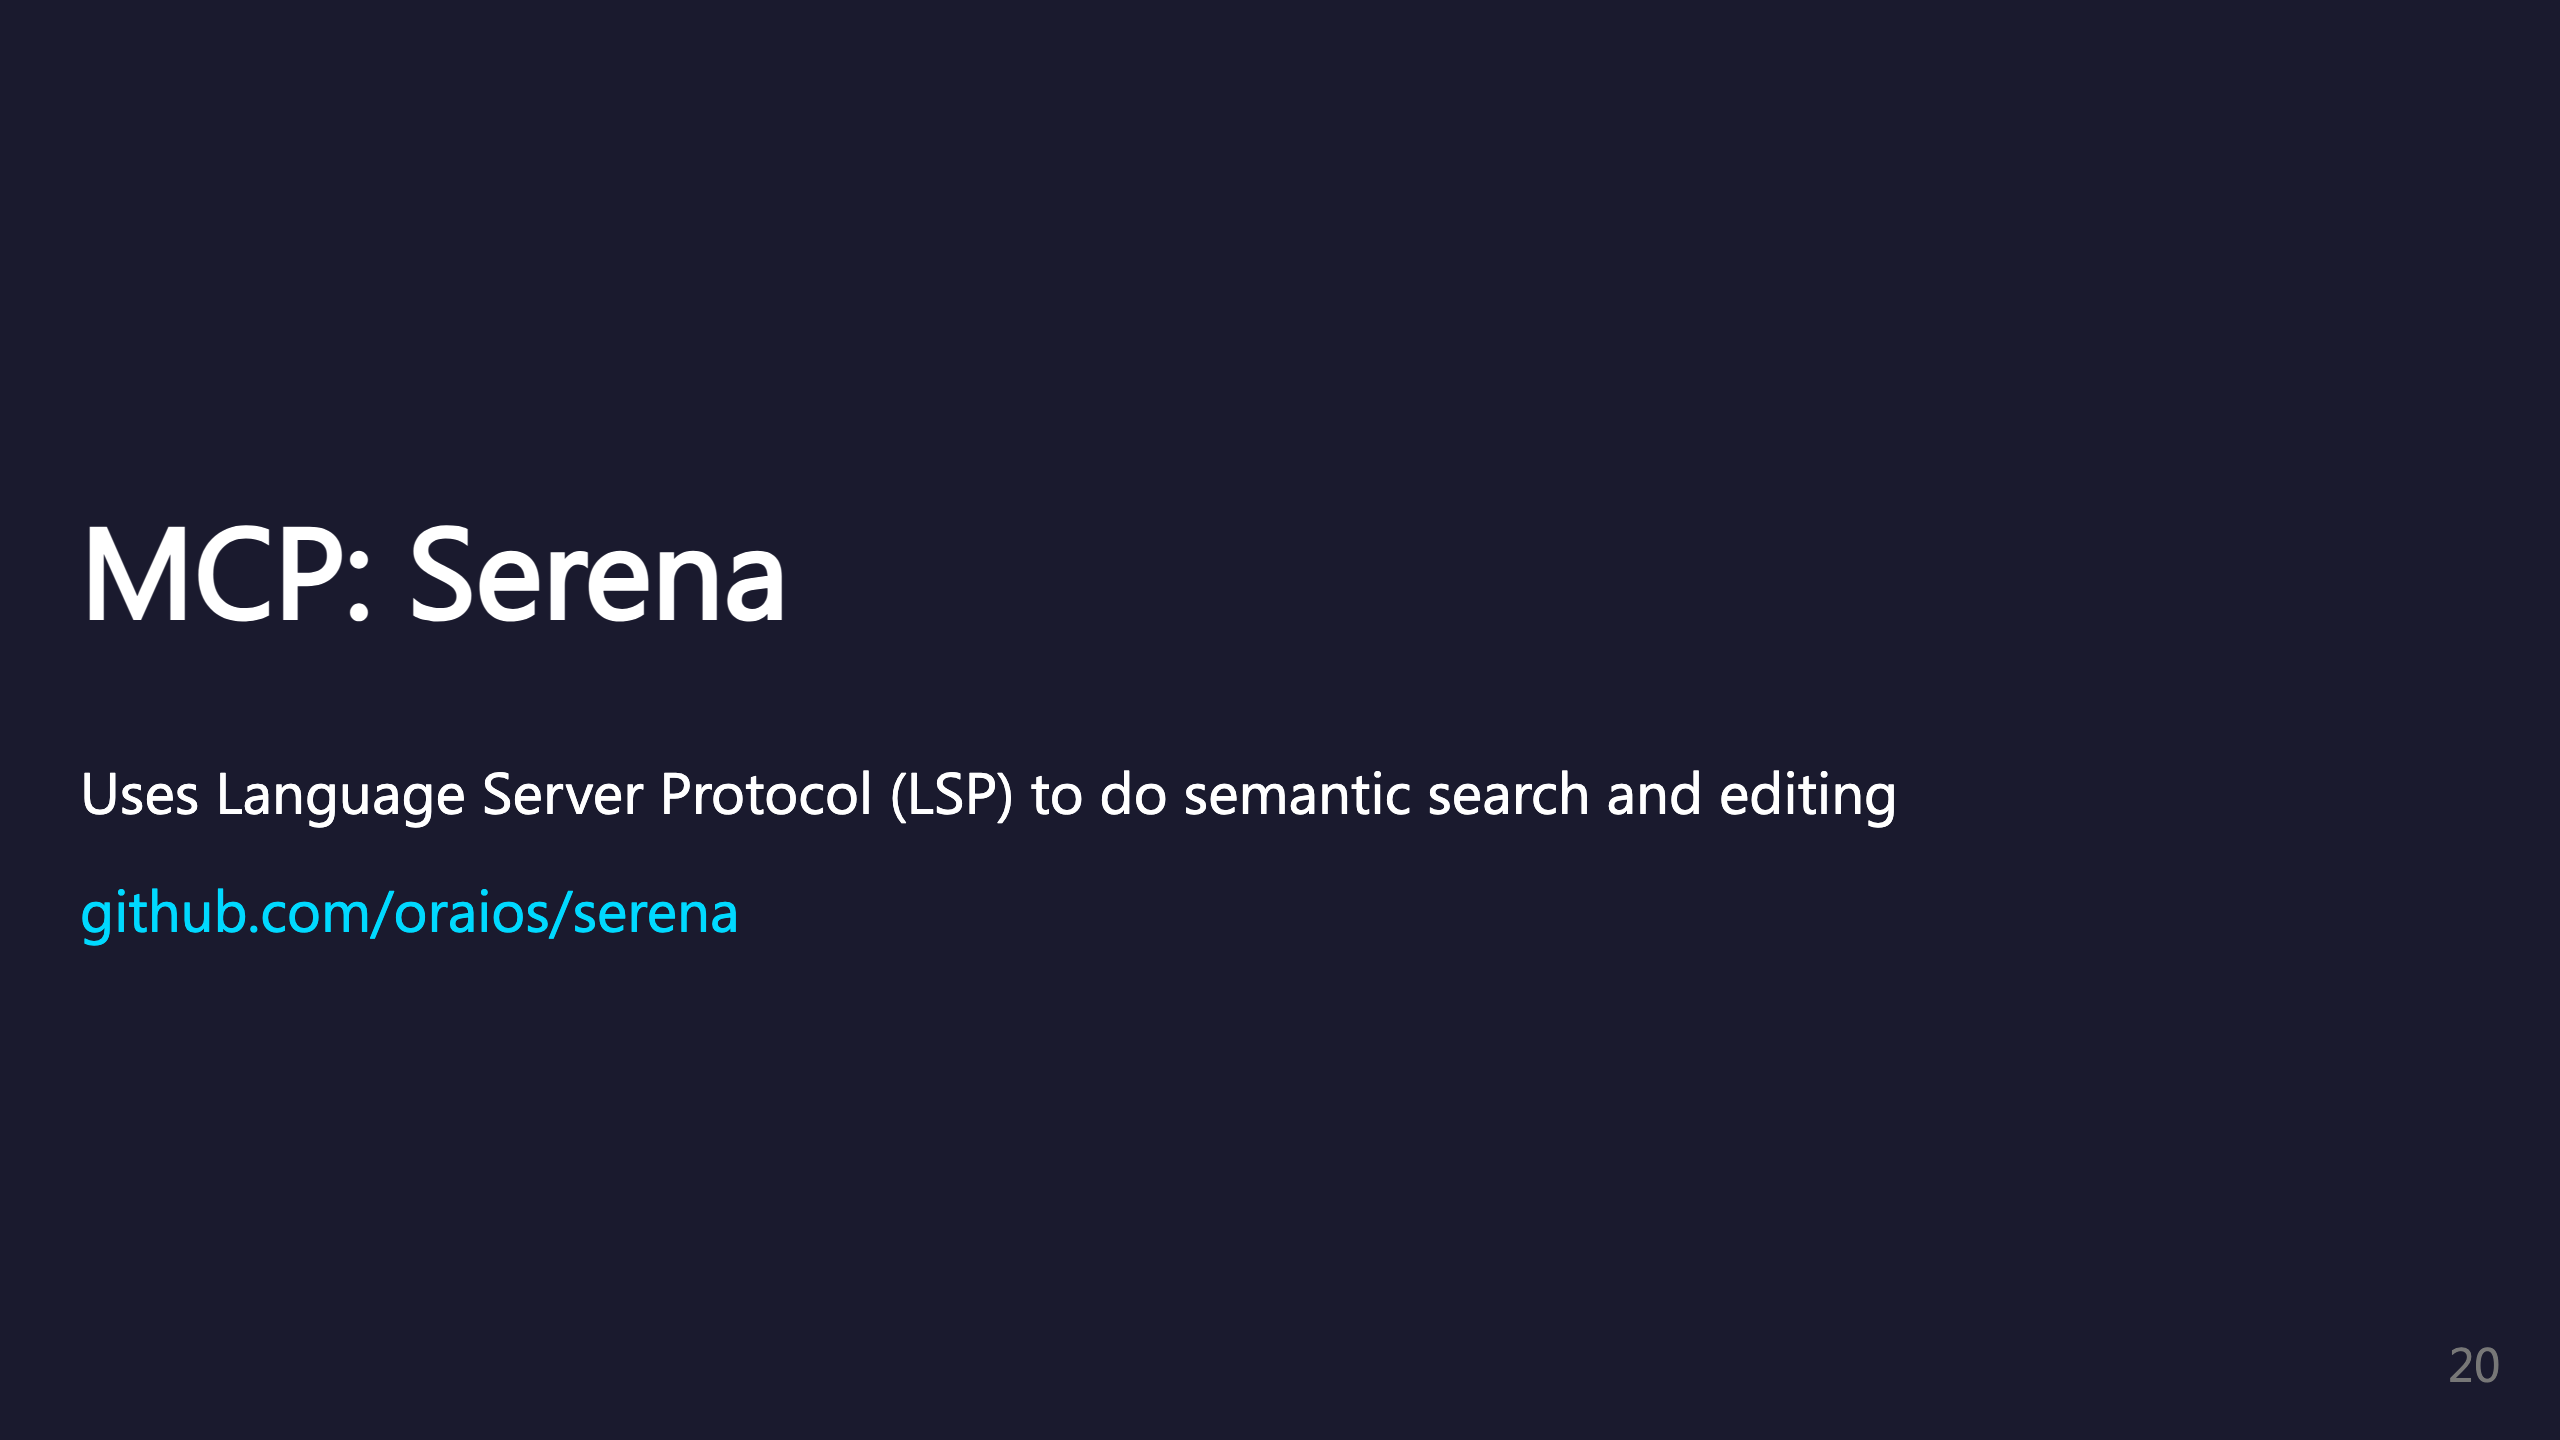 MCP: Serena
Uses Language Server Protocol (LSP) to do semantic search and editing
github.com/oraios/serena
20